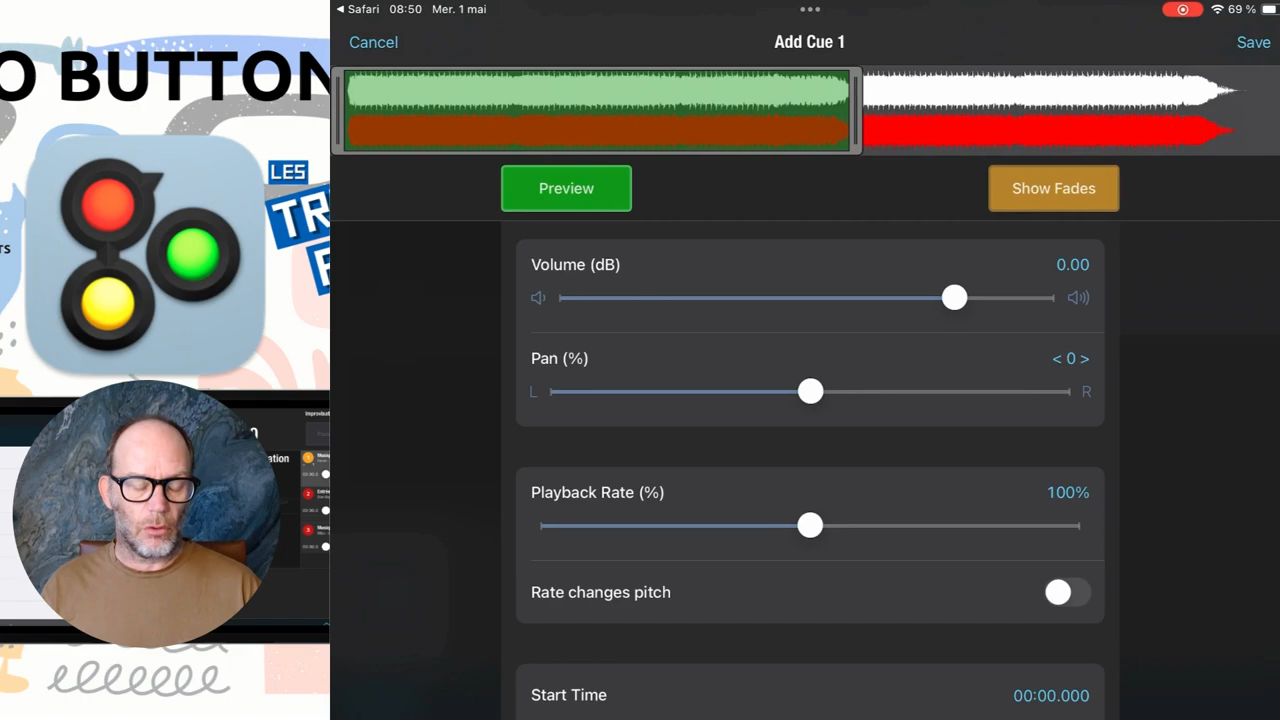 Safari 08:50 Mer. 1 mai
69 %
Cancel
Add Cue 1
Save
O BUTTON
LES
TR
Preview
Show Fades
Volume (dB)
0.00
Pan (%)
< 0 >
L
R
Playback Rate (%)
100%
Rate changes pitch
Start Time
00:00.000